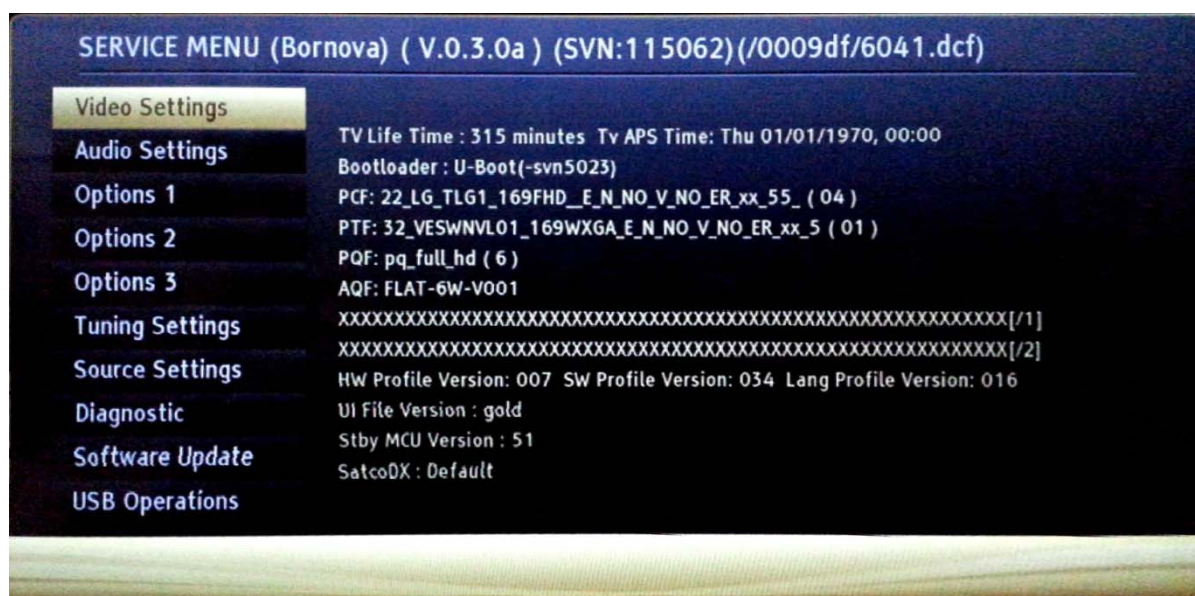 SERVICE MENU (Bornova) ( V.0.3.0a ) (SVN:115062)(/0009df/6041.dcf)
Video Settings
Audio Settings
Options 1
Options 2
Options 3
Tuning Settings
Source Settings
Diagnostic
Software Update
USB Operations
TV Life Time : 315 minutes Tv APS Time: Thu 01/01/1970, 00:00
Bootloader : U-Boot(-svn5023)
PCF: 22_LG_TLG1_169FHD__E_N_NO_V_NO_ER_xx_55_ ( 04 )
PTF: 32_VESWNVL01_169WXGA_E_N_NO_V_NO_ER_xx_5 ( 01 )
PQF: pq_full_hd ( 6 )
AQF: FLAT-6W-V001
XXXXXXXXXXXXXXXXXXXXXXXXXXXXXXXXXXXXXXXXXXXXXXXXXXXXXXXXXXXX[/1]
XXXXXXXXXXXXXXXXXXXXXXXXXXXXXXXXXXXXXXXXXXXXXXXXXXXXXXXXXXXX[/2]
HW Profile Version: 007 SW Profile Version: 034 Lang Profile Version: 016
UI File Version : gold
Stby MCU Version : 51
SatcoDX : Default